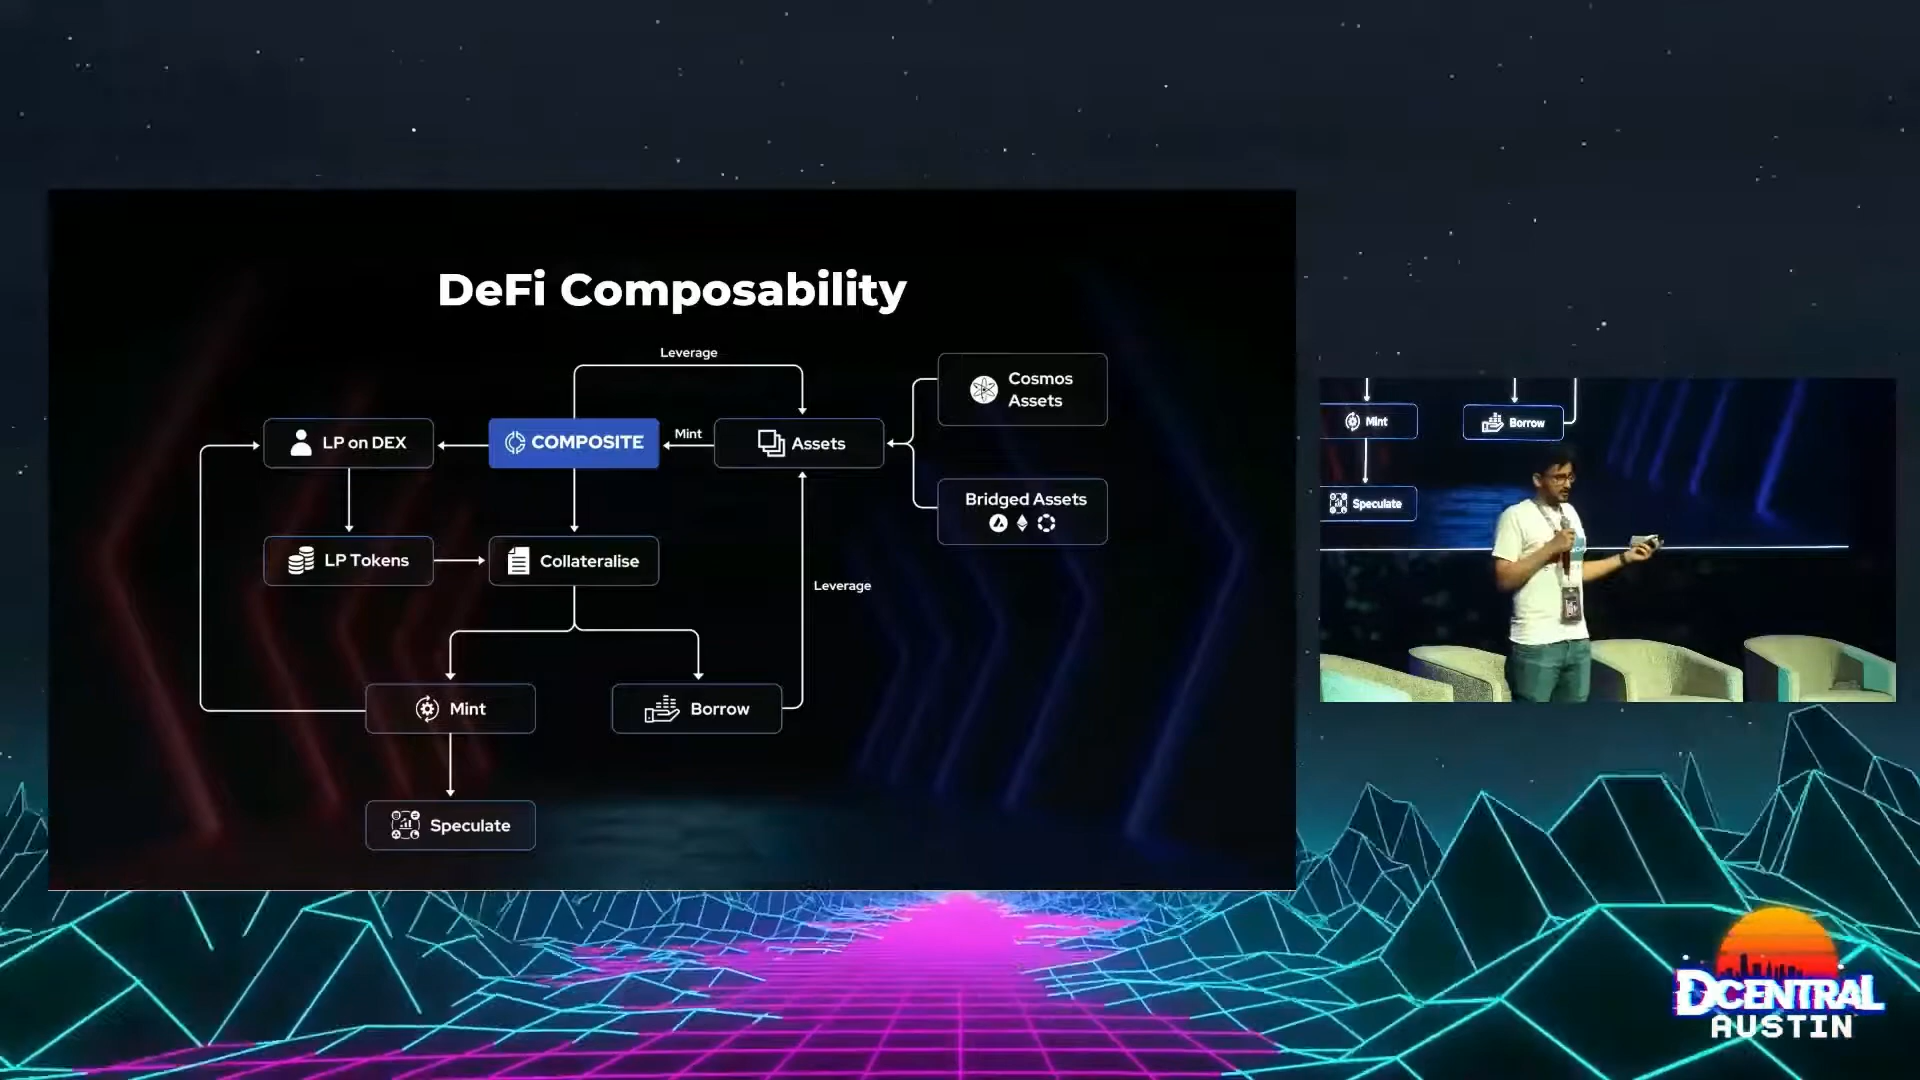 DeFi Composability
Leverage
Cosmos
Assets
LP on DEX
COMPOSITE
Mint
Assets
Bridged Assets
LP Tokens
Collateralise
Leverage
Mint
Borrow
Speculate
Mint
Borrow
Speculate
DCENTRAL
AUSTIN